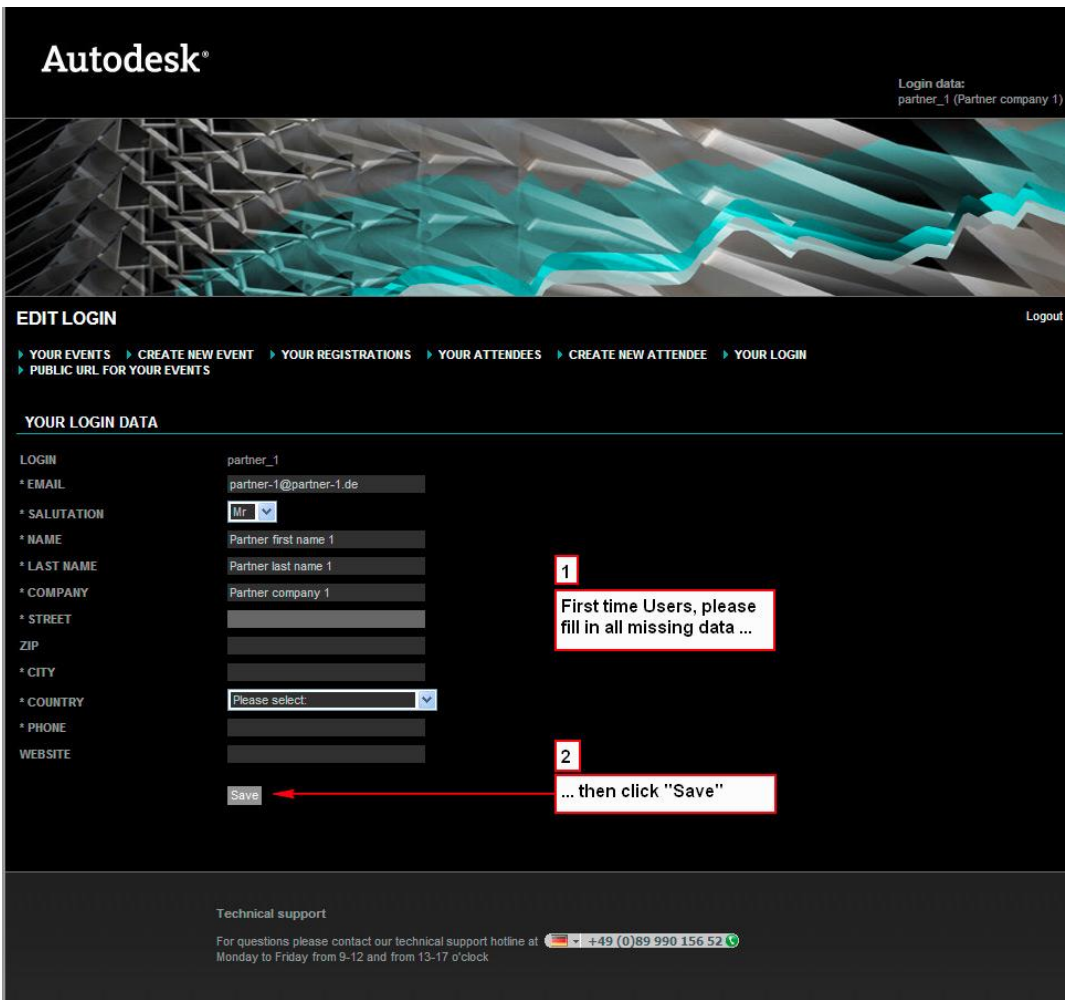 Autodesk®
Login data:
partner_1 (Partner company 1)
EDIT LOGIN
Logout
YOUR EVENTS CREATE NEW EVENT YOUR REGISTRATIONS YOUR ATTENDEES CREATE NEW ATTENDEE YOUR LOGIN
PUBLIC URL FOR YOUR EVENTS
YOUR LOGIN DATA
LOGIN partner_1
* EMAIL partner-1@partner-1.de
* SALUTATION Mr
* NAME Partner first name 1
* LAST NAME Partner last name 1
* COMPANY Partner company 1
* STREET
ZIP
* CITY
* COUNTRY Please select:
* PHONE
WEBSITE
1
First time Users, please
fill in all missing data ...
2
... then click "Save"
Save
Technical support
For questions please contact our technical support hotline at +49 (0)89 990 156 52
Monday to Friday from 9-12 and from 13-17 o'clock